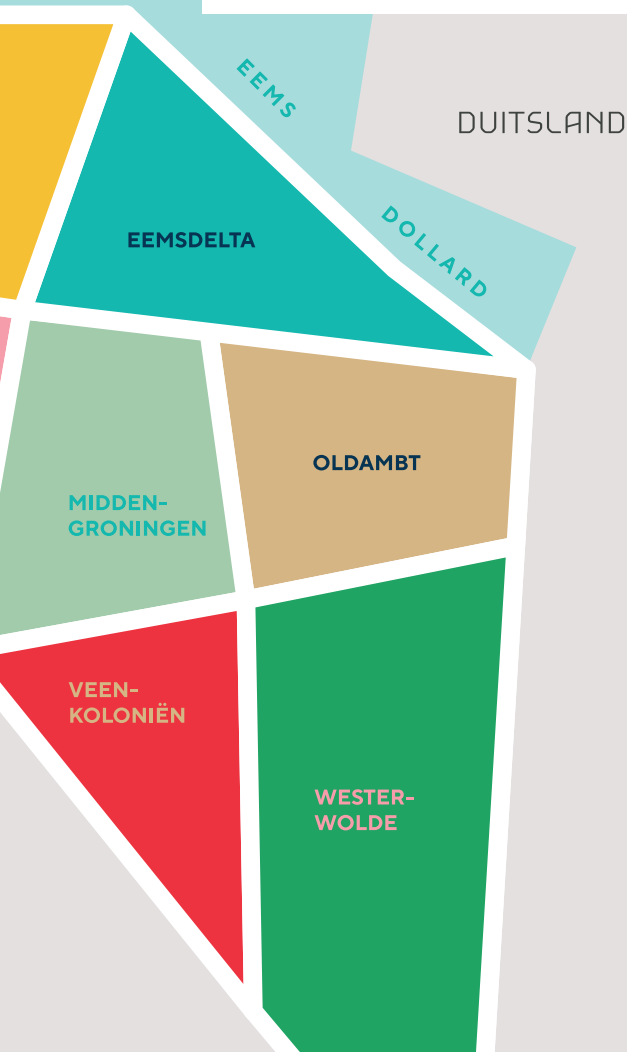 EEMS
DUITSLAND
DOLLARD
EEMSDELTA
OLDAMBT
MIDDEN-
GRONINGEN
VEEN-
KOLONIËN
WESTER-
WOLDE